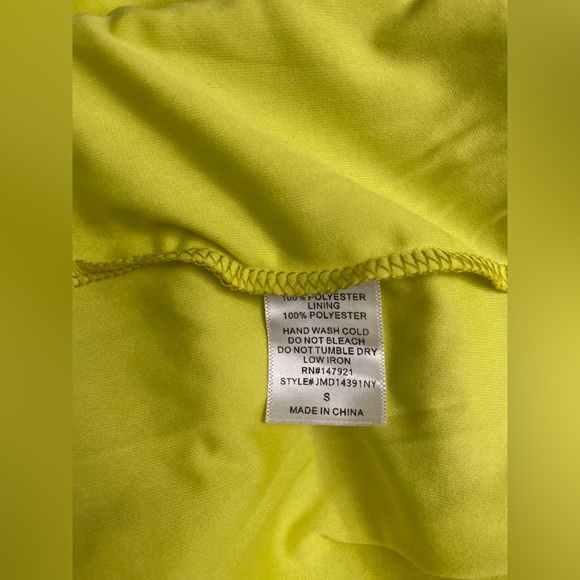 100% POLYESTER
LINING
100% POLYESTER
HAND WASH COLD
DO NOT BLEACH
DO NOT TUMBLE DRY
LOW IRON
RN#147921
STYLE#JMD14391NY
S
MADE IN CHINA